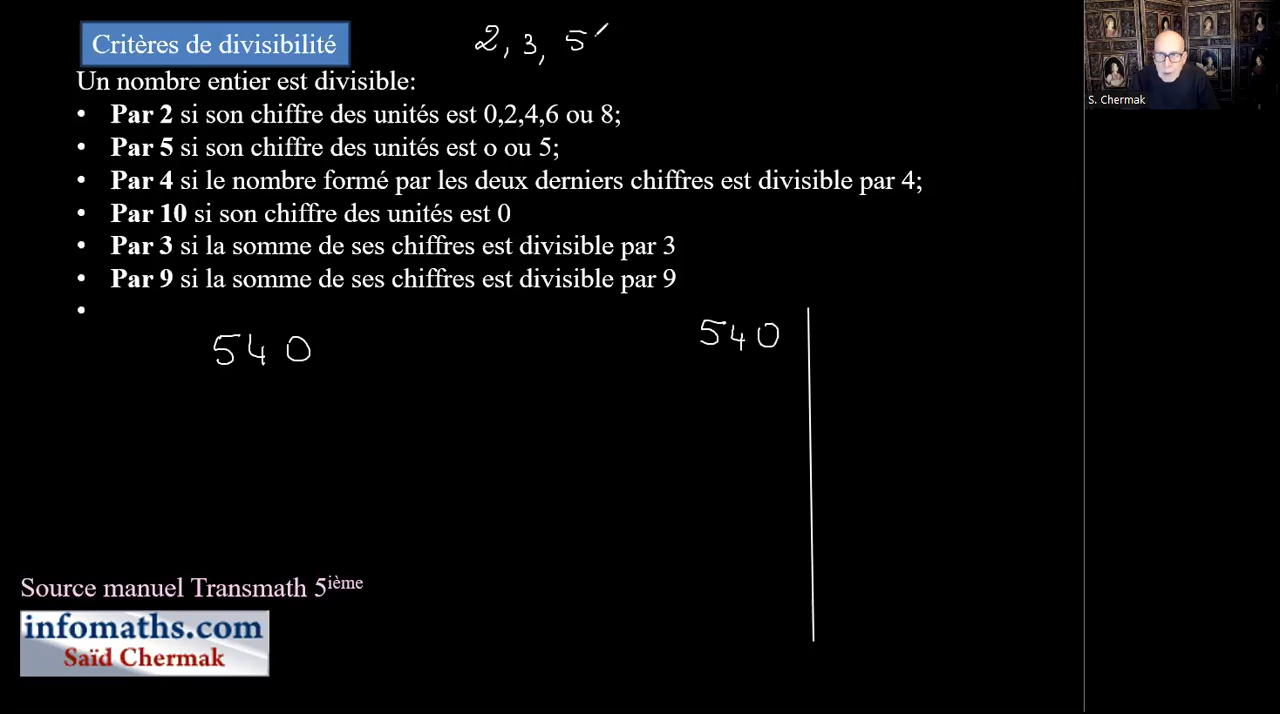 Critères de divisibilité
2, 3, 5
Un nombre entier est divisible:
• Par 2 si son chiffre des unités est 0,2,4,6 ou 8;
• Par 5 si son chiffre des unités est o ou 5;
• Par 4 si le nombre formé par les deux derniers chiffres est divisible par 4;
• Par 10 si son chiffre des unités est 0
• Par 3 si la somme de ses chiffres est divisible par 3
• Par 9 si la somme de ses chiffres est divisible par 9
•
540
540
Source manuel Transmath 5ième
infomaths.com
Saïd Chermak
S. Chermak